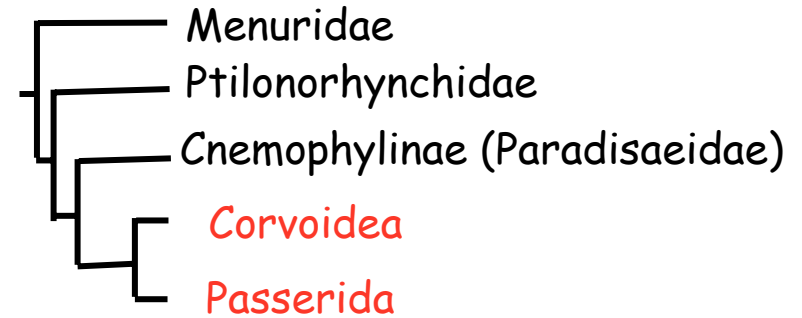 Menuridae
Ptilonorhynchidae
Cnemophylinae (Paradisaeidae)
Corvoidea
Passerida